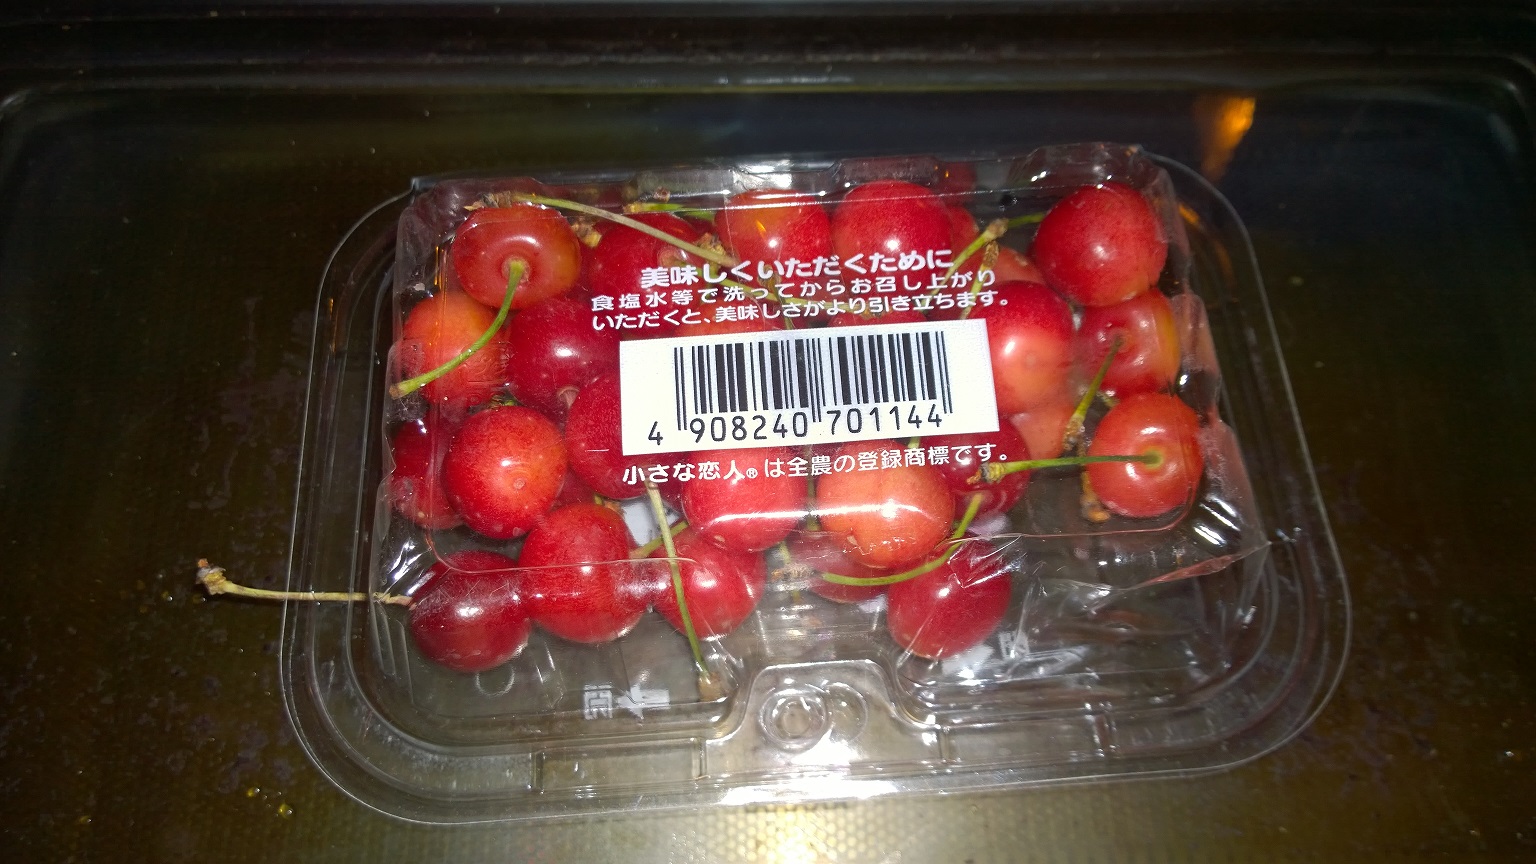 美味しくいただくために
食塩水等で洗ってからお召し上がり
いただくと、美味しさがより引き立ちます。
4 908240 701144
小さな恋人®は全農の登録商標です。